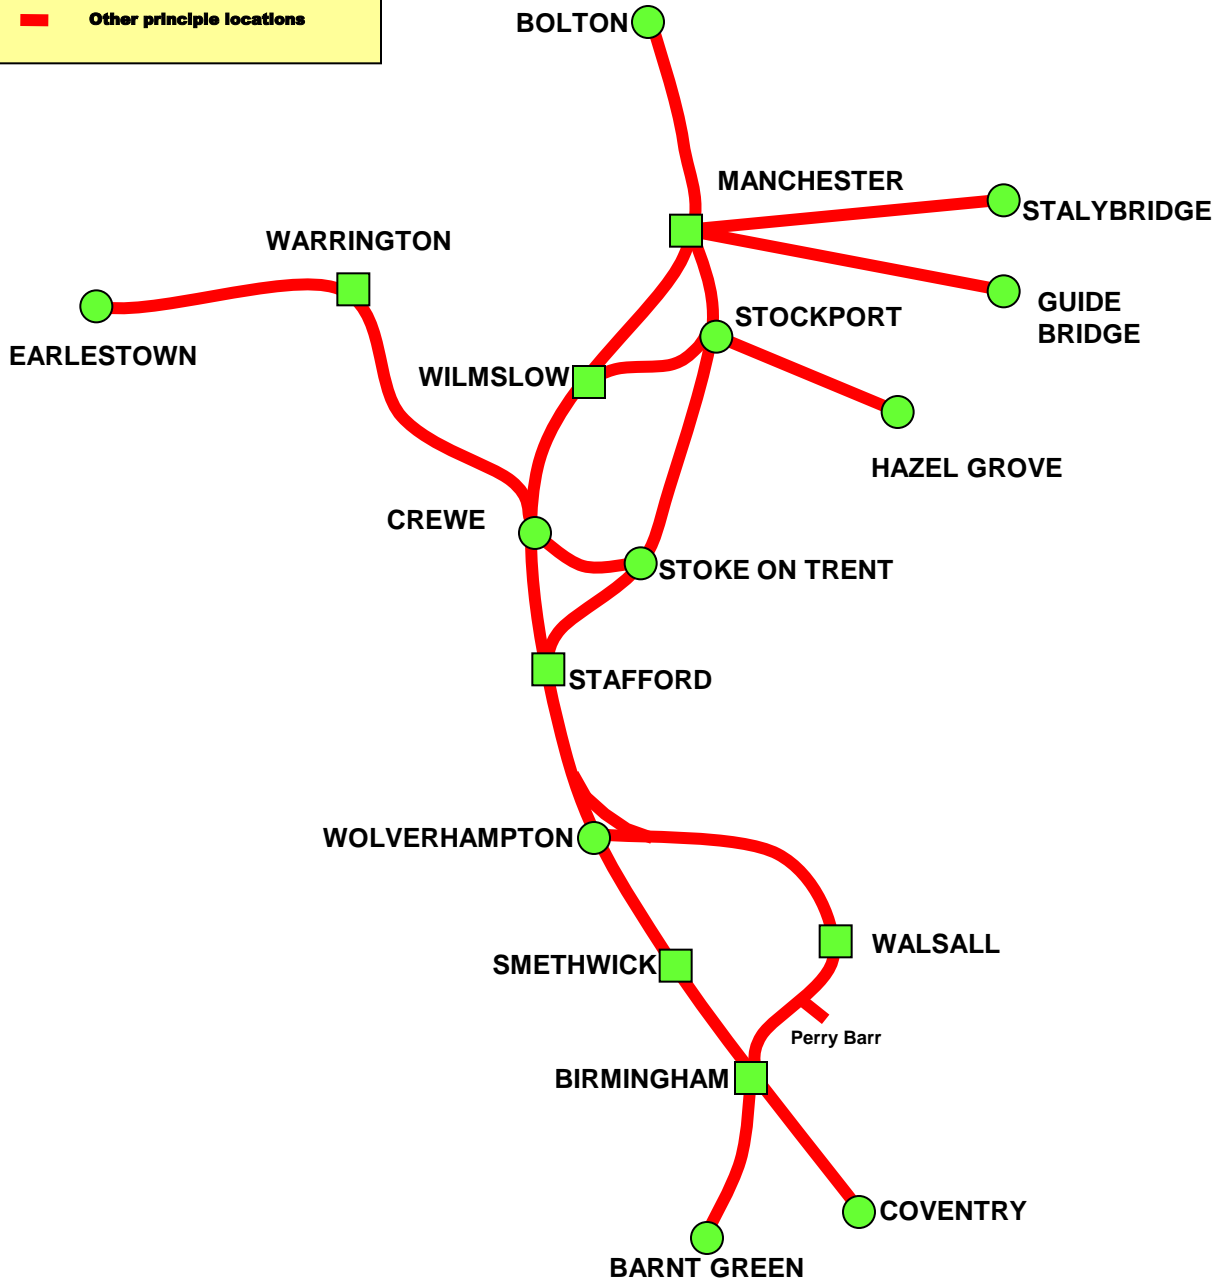 Other principle locations
BOLTON
MANCHESTER
STALYBRIDGE
WARRINGTON
GUIDE
BRIDGE
STOCKPORT
EARLESTOWN
WILMSLOW
HAZEL GROVE
CREWE
STOKE ON TRENT
STAFFORD
WOLVERHAMPTON
WALSALL
SMETHWICK
Perry Barr
BIRMINGHAM
COVENTRY
BARNT GREEN